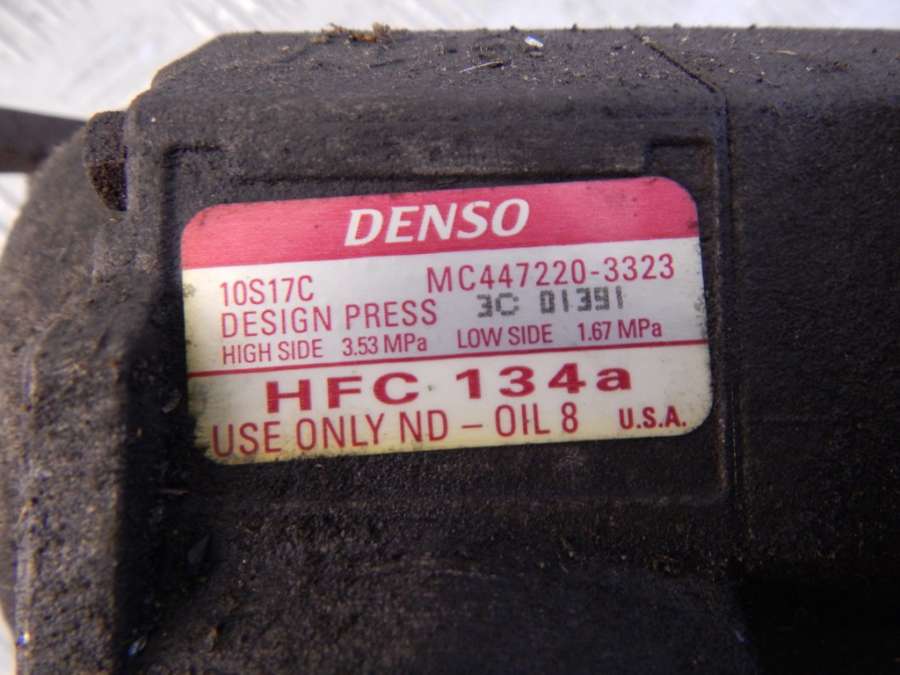 DENSO
10S17C MC447220-3323
DESIGN PRESS 3C 01391
HIGH SIDE 3.53 MPa LOW SIDE 1.67 MPa
HFC 134a
USE ONLY ND - OIL 8 U.S.A.